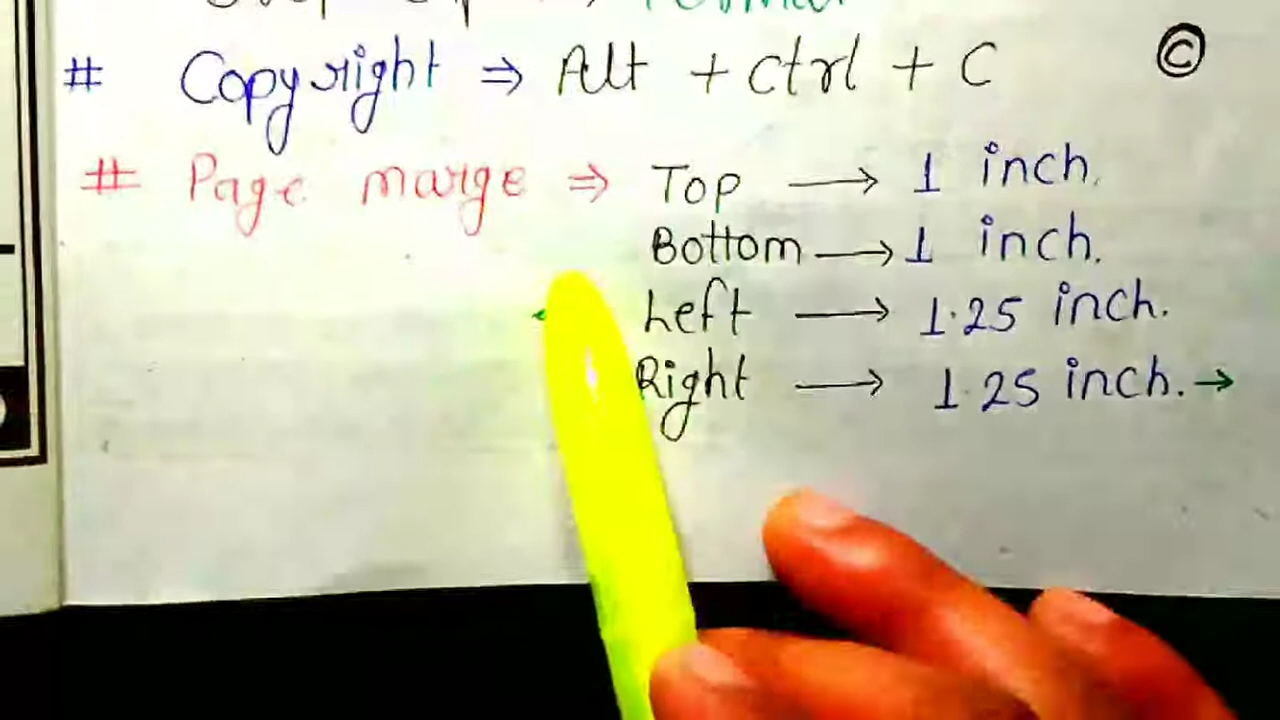 # Copyright ⇒ Alt + Ctrl + C ©
# Page marge ⇒ Top → 1 inch.
Bottom → 1 inch.
Left → 1.25 inch.
Right → 1.25 inch. →